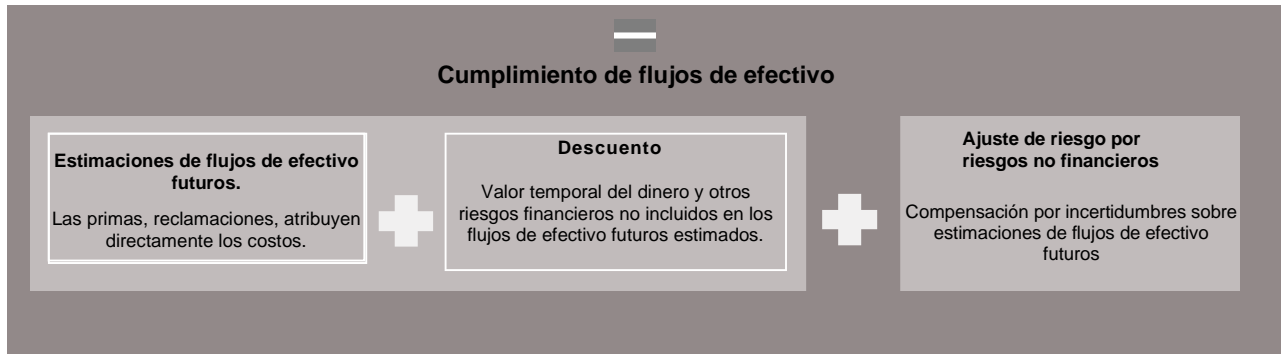 Cumplimiento de flujos de efectivo
Estimaciones de flujos de efectivo
futuros.
Las primas, reclamaciones, atribuyen
directamente los costos.
Descuento
Valor temporal del dinero y otros
riesgos financieros no incluidos en los
flujos de efectivo futuros estimados.
Ajuste de riesgo por
riesgos no financieros
Compensación por incertidumbres sobre
estimaciones de flujos de efectivo
futuros